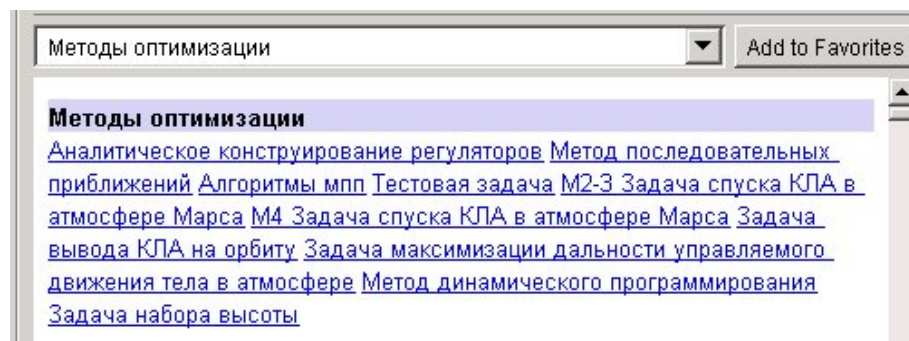 Методы оптимизации
Add to Favorites
Методы оптимизации
Аналитическое конструирование регуляторов Метод последовательных
приближений Алгоритмы мпп Тестовая задача М2-3 Задача спуска КЛА в
атмосфере Марса М4 Задача спуска КЛА в атмосфере Марса Задача
вывода КЛА на орбиту Задача максимизации дальности управляемого
движения тела в атмосфере Метод динамического программирования
Задача набора высоты